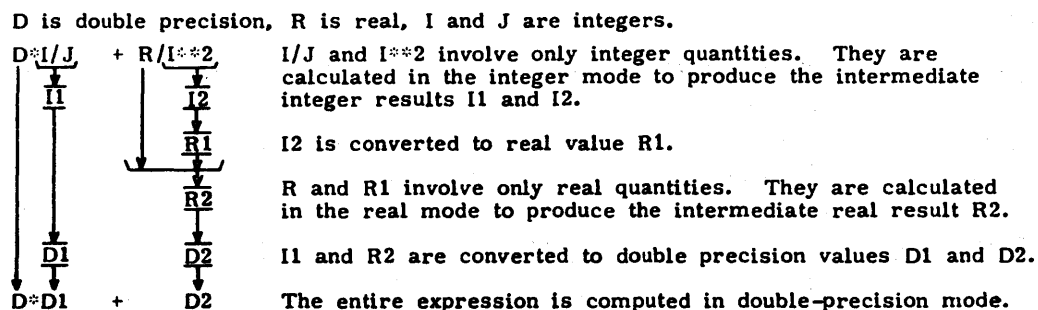 D is double precision, R is real, I and J are integers.
D*I/J + R/I**2 I/J and I**2 involve only integer quantities. They are
calculated in the integer mode to produce the intermediate
I1 I2 integer results I1 and I2.
R1 I2 is converted to real value R1.
R and R1 involve only real quantities. They are calculated
R2 in the real mode to produce the intermediate real result R2.
D1 D2 I1 and R2 are converted to double precision values D1 and D2.
D*D1 + D2 The entire expression is computed in double-precision mode.